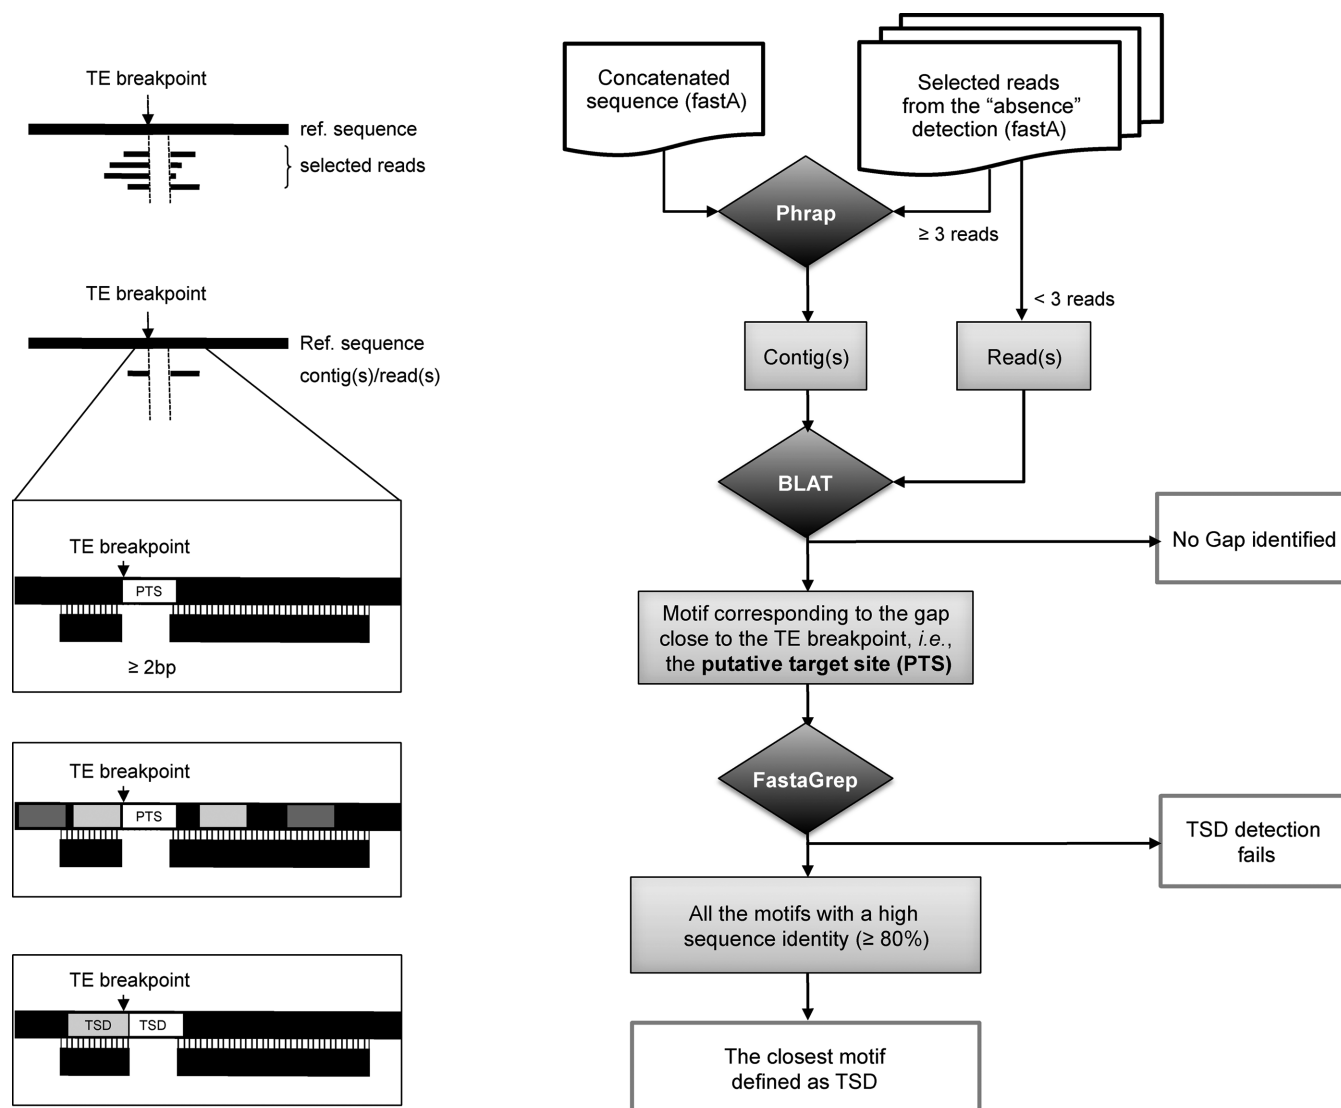 TE breakpoint
ref. sequence
selected reads
TE breakpoint
Ref. sequence
contig(s)/read(s)
TE breakpoint
PTS
≥ 2bp
TE breakpoint
PTS
TE breakpoint
TSD
TSD
Concatenated
sequence (fastA)
Selected reads
from the “absence”
detection (fastA)
Phrap
≥ 3 reads
< 3 reads
Contig(s)
Read(s)
BLAT
No Gap identified
Motif corresponding to the gap
close to the TE breakpoint, i.e.,
the putative target site (PTS)
FastaGrep
TSD detection
fails
All the motifs with a high
sequence identity (≥ 80%)
The closest motif
defined as TSD